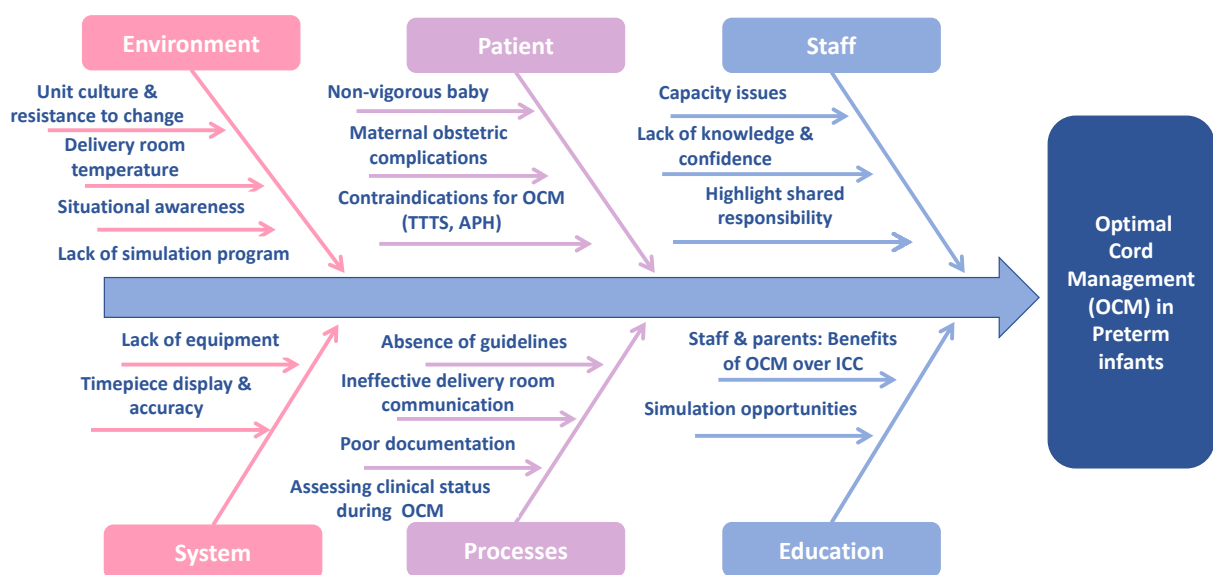 Environment
Unit culture &
resistance to change
Delivery room
temperature
Situational awareness
Lack of simulation program
Patient
Non-vigorous baby
Maternal obstetric
complications
Contraindications for OCM
(TTTS, APH)
Staff
Capacity issues
Lack of knowledge &
confidence
Highlight shared
responsibility
Optimal
Cord
Management
(OCM) in
Preterm
infants
Lack of equipment
Timepiece display &
accuracy
System
Absence of guidelines
Ineffective delivery room
communication
Poor documentation
Assessing clinical status
during OCM
Processes
Staff & parents: Benefits
of OCM over ICC
Simulation opportunities
Education